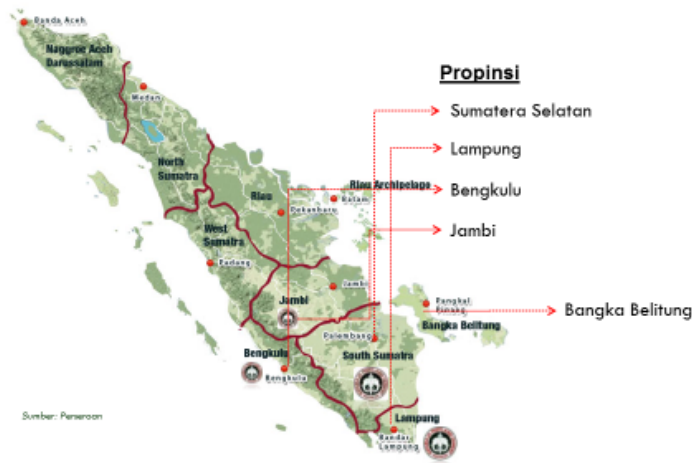 Banda Aceh
Naggroe Aceh
Darussalam
Medan
North
Sumatra
Riau
Pekanbaru
Riau Archipelago
Batam
West
Sumatra
Padang
Jambi
Jambi
Pangkal
Pinang
Bangka Belitung
Palembang
South Sumatra
Bengkulu
Bengkulu
Lampung
Bandar
Lampung
Propinsi
Sumatera Selatan
Lampung
Bengkulu
Jambi
Bangka Belitung
Sumber: Perseroan